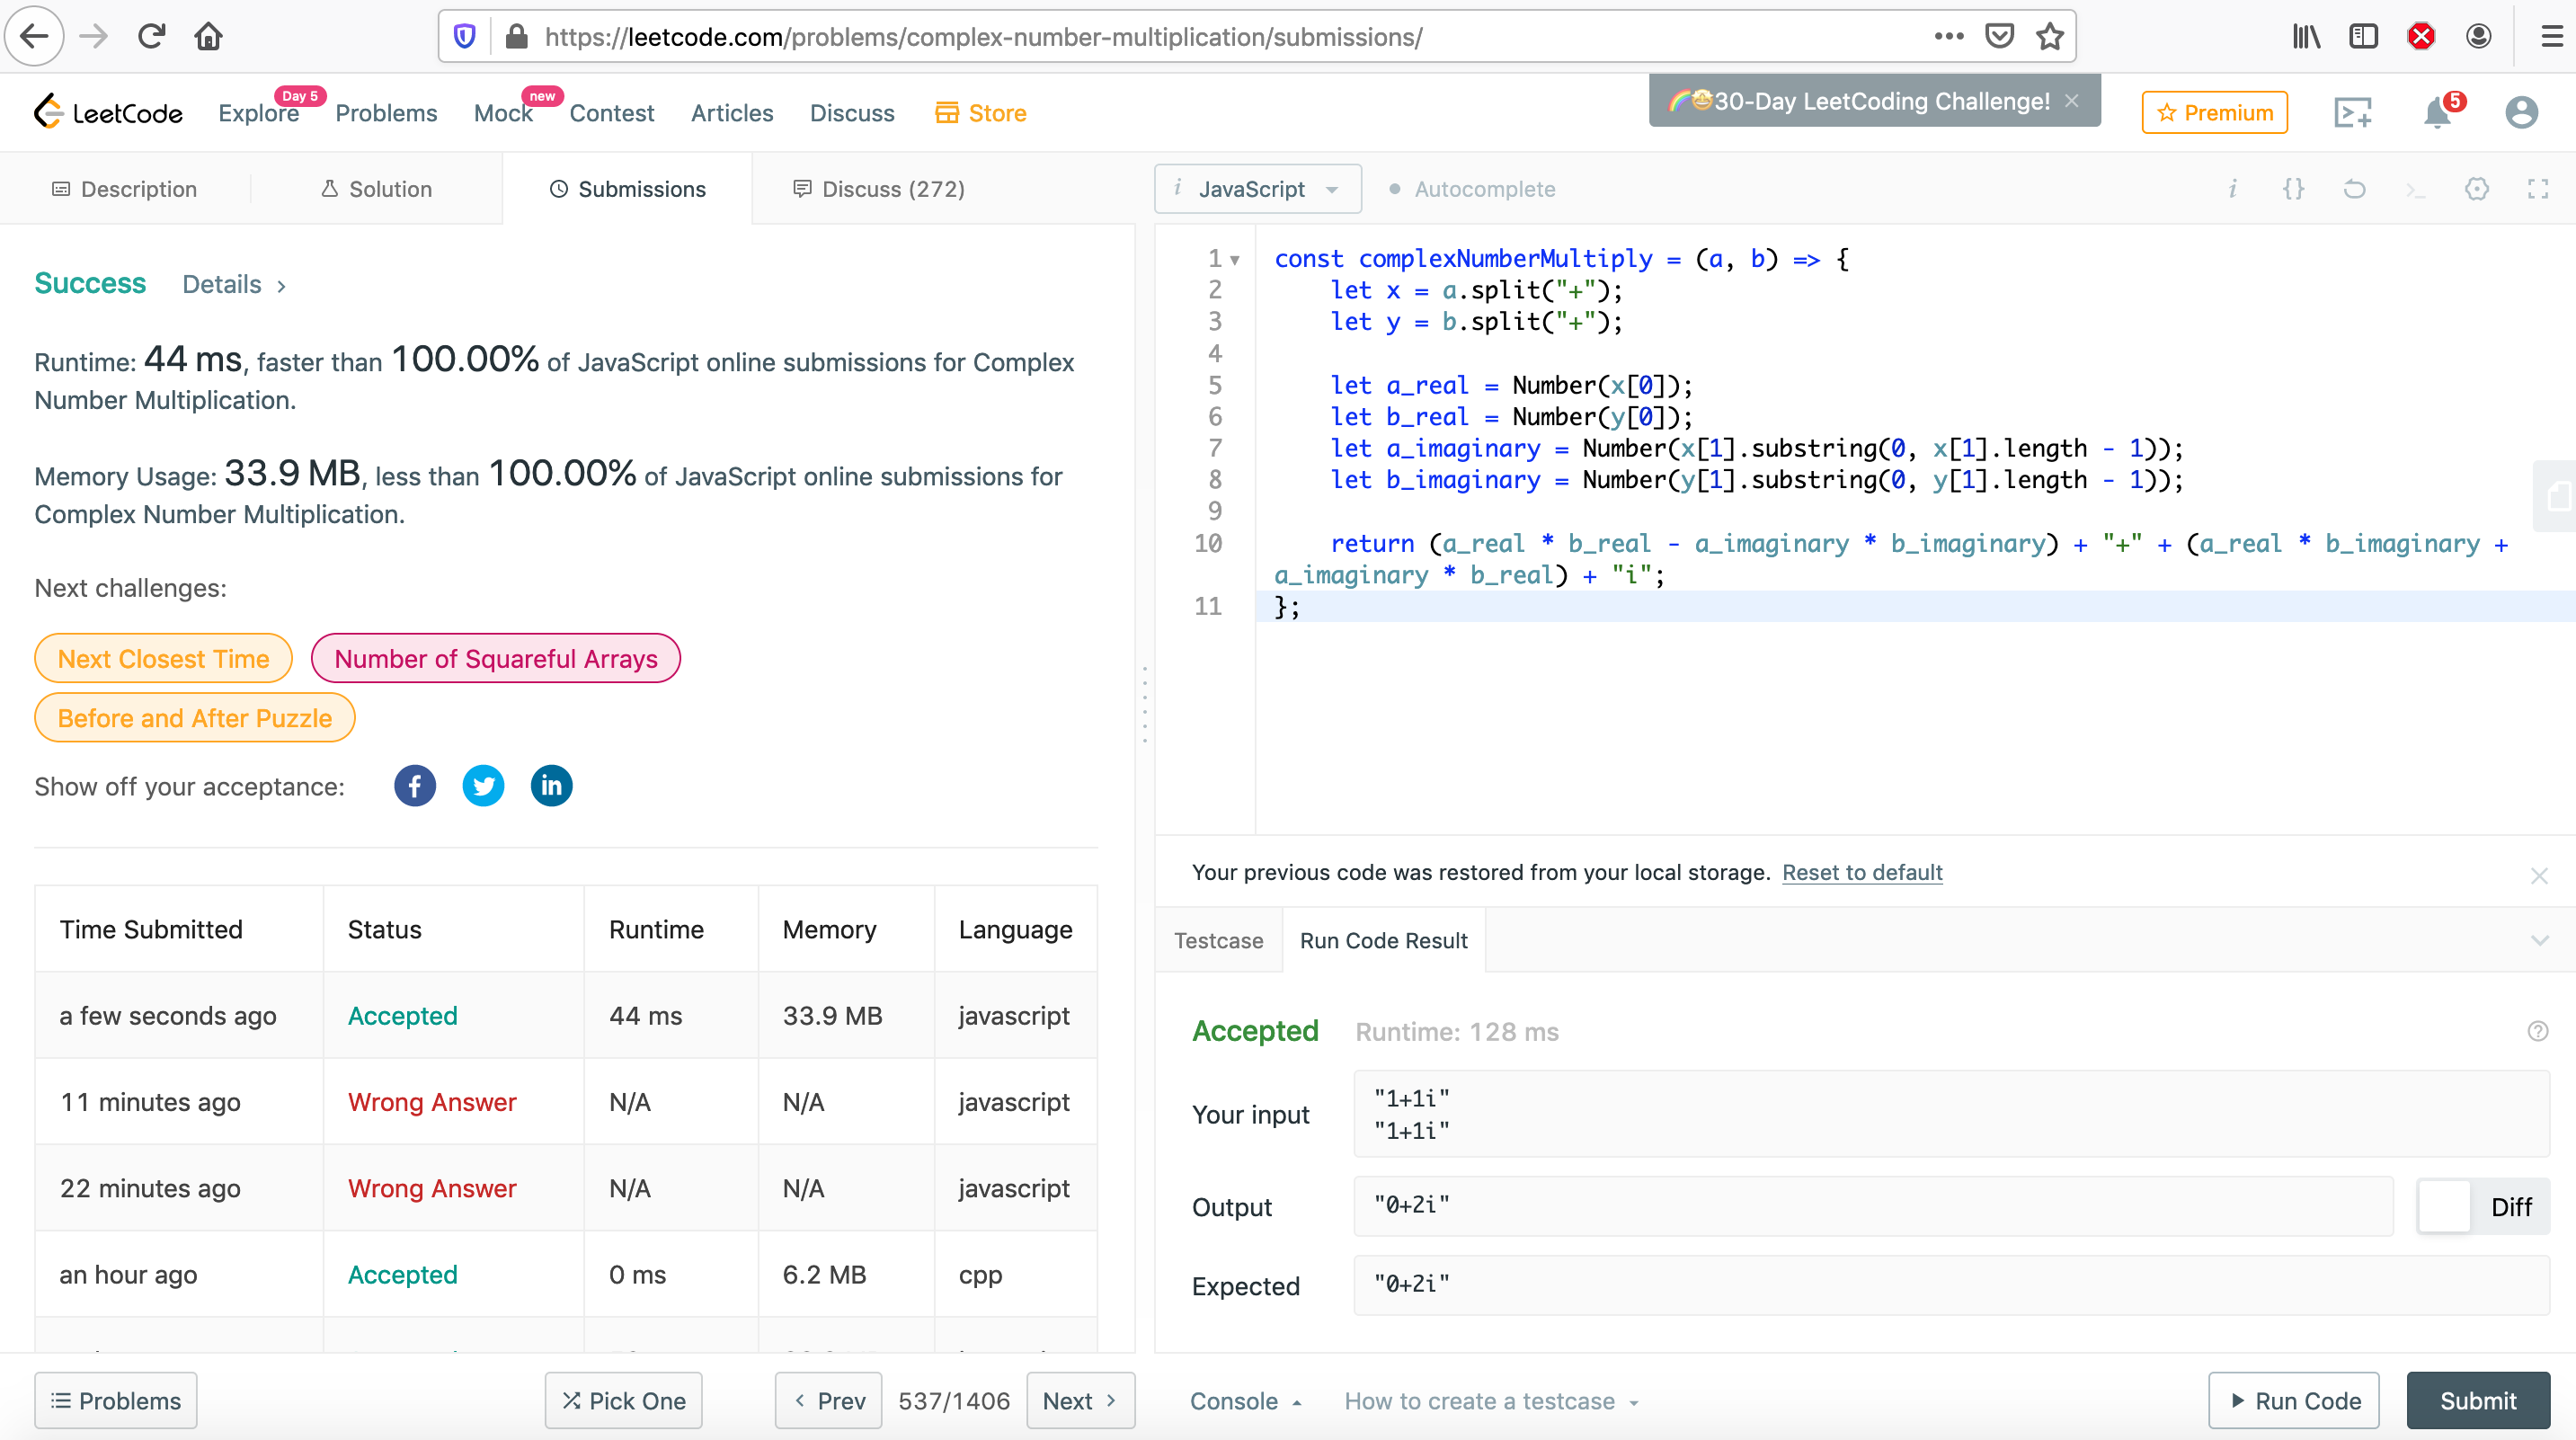 https://leetcode.com/problems/complex-number-multiplication/submissions/
LeetCode
Explore
Day 5
Problems
Mock
new
Contest
Articles
Discuss
Store
30-Day LeetCoding Challenge!
Premium
5
Description
Solution
Submissions
Discuss (272)
Success
Details
Runtime: 44 ms, faster than 100.00% of JavaScript online submissions for Complex
Number Multiplication.
Memory Usage: 33.9 MB, less than 100.00% of JavaScript online submissions for
Complex Number Multiplication.
Next challenges:
Next Closest Time
Number of Squareful Arrays
Before and After Puzzle
Show off your acceptance:
Time Submitted Status Runtime Memory Language
a few seconds ago Accepted 44 ms 33.9 MB javascript
11 minutes ago Wrong Answer N/A N/A javascript
22 minutes ago Wrong Answer N/A N/A javascript
an hour ago Accepted 0 ms 6.2 MB cpp
Problems
Pick One
Prev
537/1406
Next
i JavaScript
Autocomplete
1 const complexNumberMultiply = (a, b) => {
2 let x = a.split("+");
3 let y = b.split("+");
4
5 let a_real = Number(x[0]);
6 let b_real = Number(y[0]);
7 let a_imaginary = Number(x[1].substring(0, x[1].length - 1));
8 let b_imaginary = Number(y[1].substring(0, y[1].length - 1));
9
10 return (a_real * b_real - a_imaginary * b_imaginary) + "+" + (a_real * b_imaginary +
a_imaginary * b_real) + "i";
11 };
Your previous code was restored from your local storage. Reset to default
Testcase
Run Code Result
Accepted
Runtime: 128 ms
Your input
"1+1i"
"1+1i"
Output
"0+2i"
Diff
Expected
"0+2i"
Console
How to create a testcase
Run Code
Submit